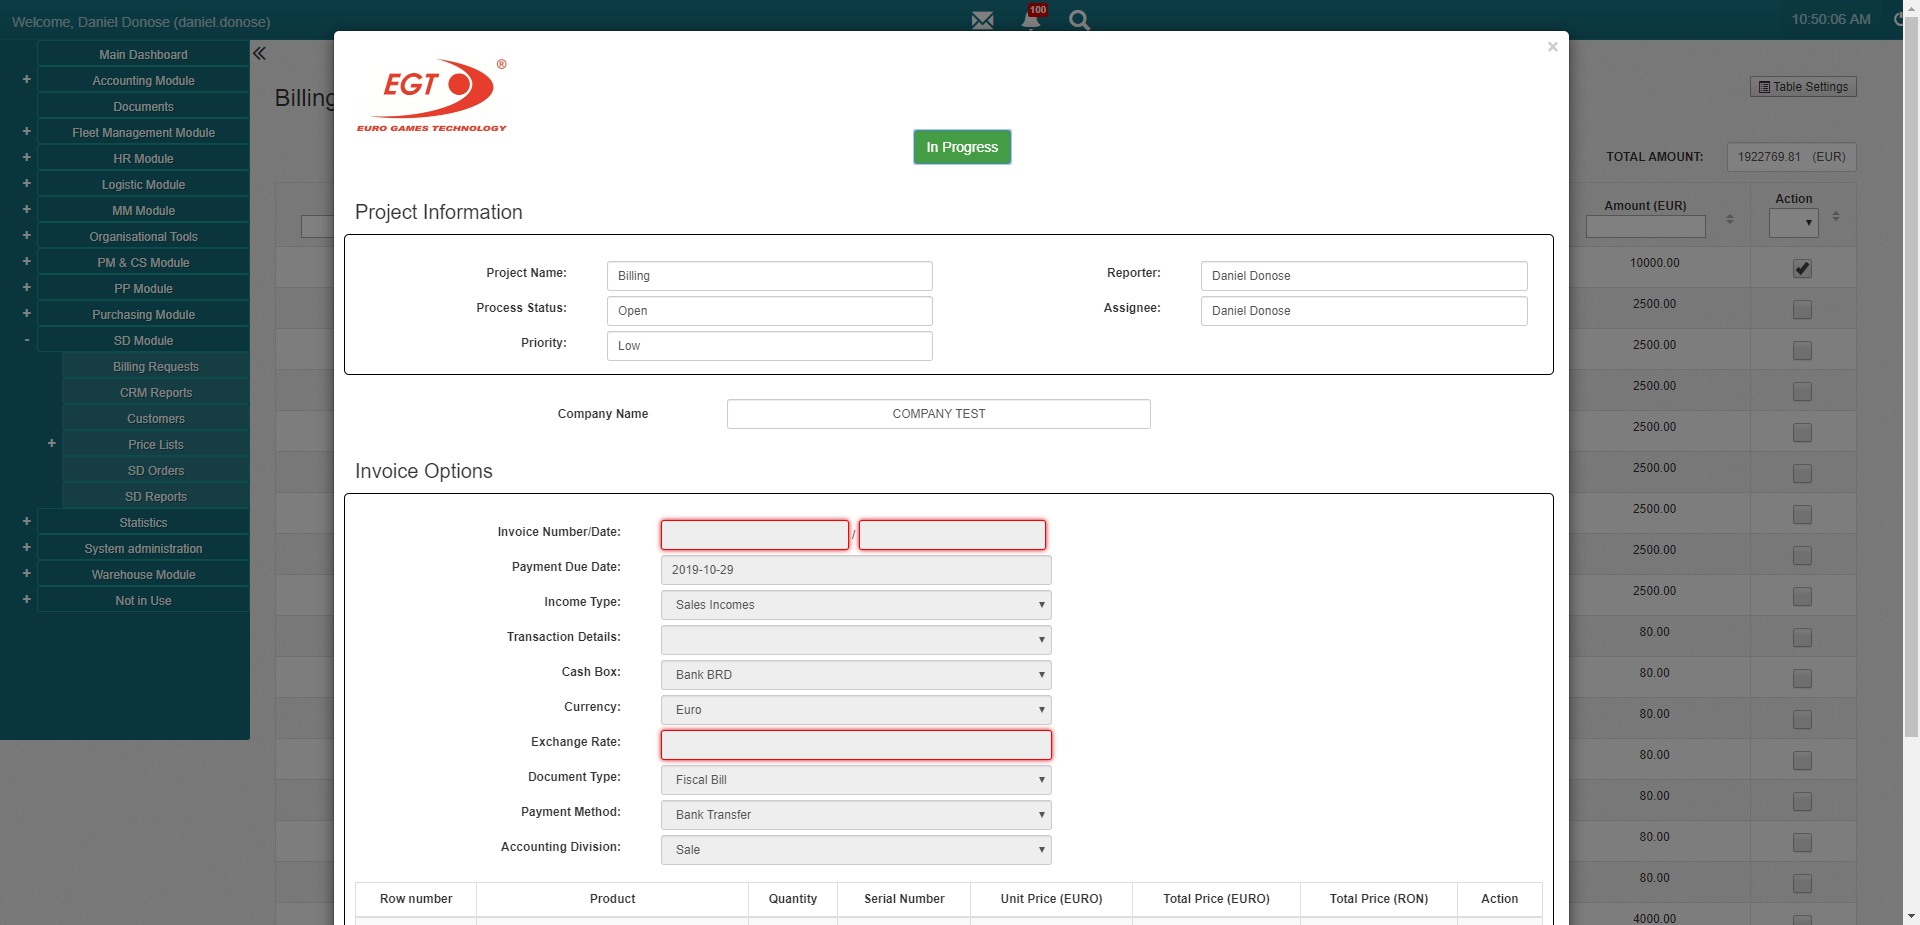 Welcome, Daniel Donose (daniel.donose)
100
10:50:06 AM
Main Dashboard
Accounting Module
Documents
Fleet Management Module
HR Module
Logistic Module
MM Module
Organisational Tools
PM & CS Module
PP Module
Purchasing Module
SD Module
Billing Requests
CRM Reports
Customers
Price Lists
SD Orders
SD Reports
Statistics
System administration
Warehouse Module
Not in Use
Billing
Table Settings
TOTAL AMOUNT: 1922769.81 (EUR)
Amount (EUR) Action
10000.00
2500.00
2500.00
2500.00
2500.00
2500.00
2500.00
2500.00
2500.00
80.00
80.00
80.00
80.00
80.00
80.00
80.00
4000.00
×
EGT ®
EURO GAMES TECHNOLOGY
In Progress
Project Information
Project Name: Billing Reporter: Daniel Donose
Process Status: Open Assignee: Daniel Donose
Priority: Low
Company Name COMPANY TEST
Invoice Options
Invoice Number/Date: /
Payment Due Date: 2019-10-29
Income Type: Sales Incomes
Transaction Details:
Cash Box: Bank BRD
Currency: Euro
Exchange Rate:
Document Type: Fiscal Bill
Payment Method: Bank Transfer
Accounting Division: Sale
Row number Product Quantity Serial Number Unit Price (EURO) Total Price (EURO) Total Price (RON) Action